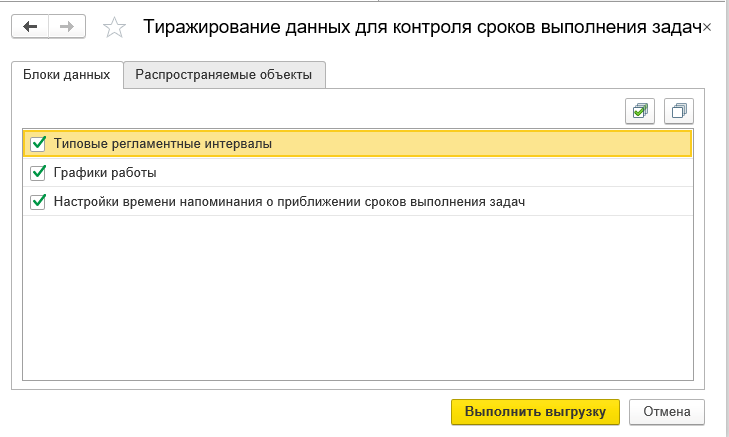 Тиражирование данных для контроля сроков выполнения задач
Блоки данных
Распространяемые объекты
Типовые регламентные интервалы
Графики работы
Настройки времени напоминания о приближении сроков выполнения задач
Выполнить выгрузку
Отмена